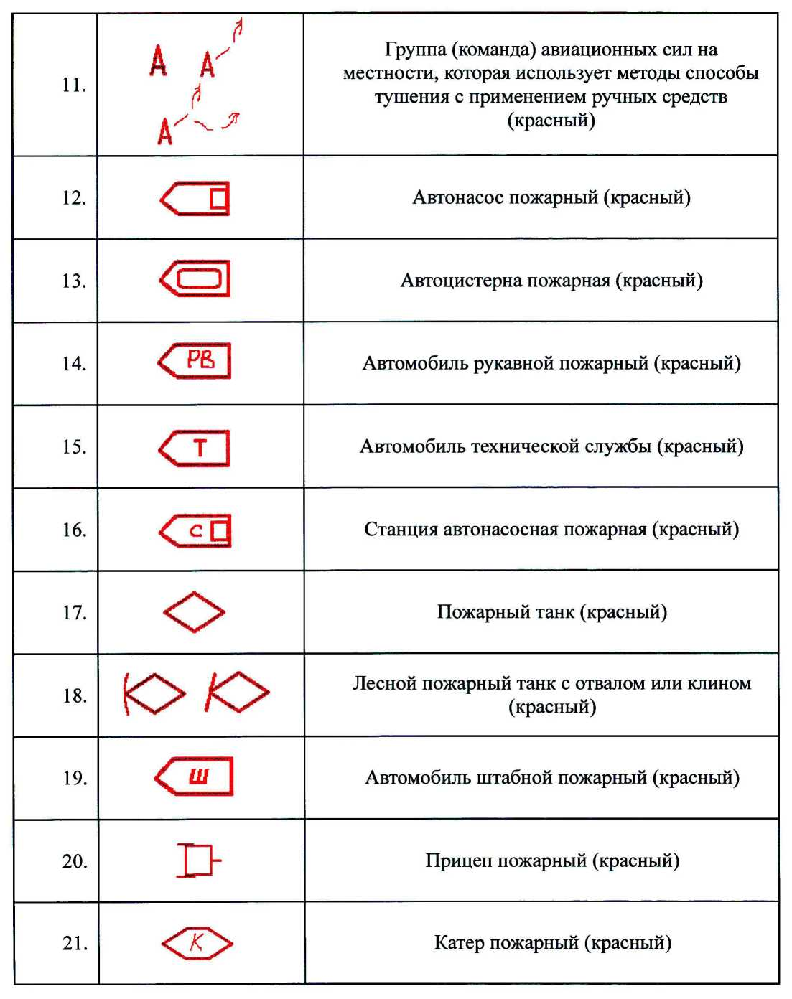 11.
А А
А
Группа (команда) авиационных сил на
местности, которая использует методы способы
тушения с применением ручных средств
(красный)
12.
Автонасос пожарный (красный)
13.
Автоцистерна пожарная (красный)
14.
РВ
Автомобиль рукавной пожарный (красный)
15.
Т
Автомобиль технической службы (красный)
16.
С
Станция автонасосная пожарная (красный)
17.
Пожарный танк (красный)
18.
Лесной пожарный танк с отвалом или клином
(красный)
19.
Ш
Автомобиль штабной пожарный (красный)
20.
Прицеп пожарный (красный)
21.
К
Катер пожарный (красный)